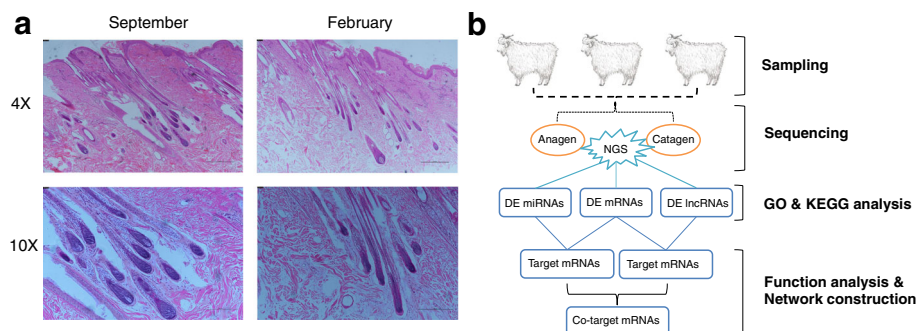 a
September
February
4X
10X
b
Sampling
Anagen
NGS
Catagen
Sequencing
DE miRNAs
DE mRNAs
DE lncRNAs
GO & KEGG analysis
Target mRNAs
Target mRNAs
Function analysis &
Network construction
Co-target mRNAs